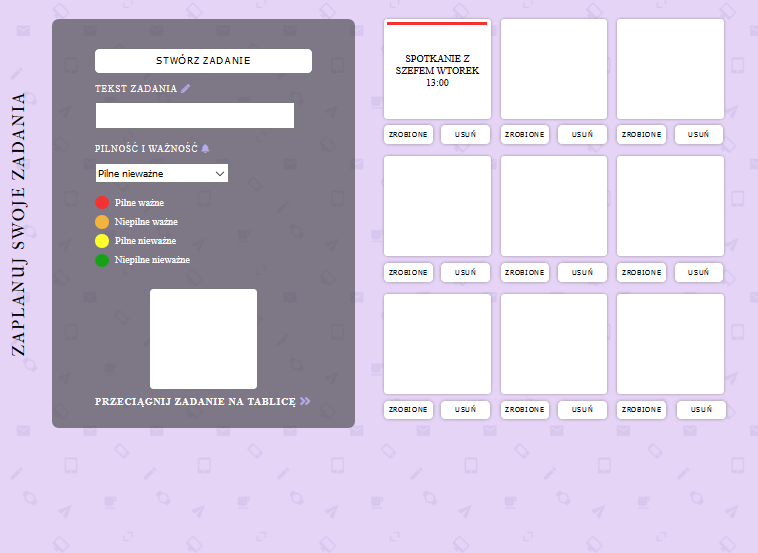 ZAPLANUJ SWOJE ZADANIA
STWÓRZ ZADANIE
TEKST ZADANIA
PILNOŚĆ I WAŻNOŚĆ
Pilne nieważne
Pilne ważne
Niepilne ważne
Pilne nieważne
Niepilne nieważne
PRZECIĄGNIJ ZADANIE NA TABLICĘ
SPOTKANIE Z
SZEFEM WTOREK
13:00
ZROBIONE USUŃ ZROBIONE USUŃ ZROBIONE USUŃ
ZROBIONE USUŃ ZROBIONE USUŃ ZROBIONE USUŃ
ZROBIONE USUŃ ZROBIONE USUŃ ZROBIONE USUŃ